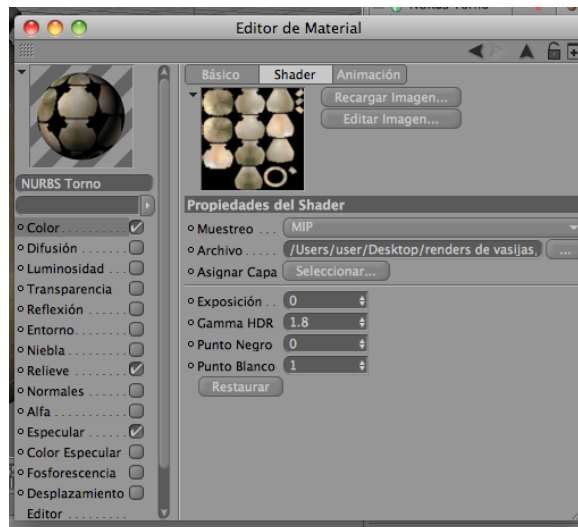 NURBS Torno
Editor de Material
Básico Shader Animación
Recargar Imagen...
Editar Imagen...
NURBS Torno
Propiedades del Shader
Color
Difusión
Luminosidad
Transparencia
Reflexión
Entorno
Niebla
Relieve
Normales
Alfa
Especular
Color Especular
Fosforescencia
Desplazamiento
Editor
Muestreo MIP
Archivo /Users/user/Desktop/renders de vasijas, ...
Asignar Capa Seleccionar...
Exposición 0
Gamma HDR 1.8
Punto Negro 0
Punto Blanco 1
Restaurar